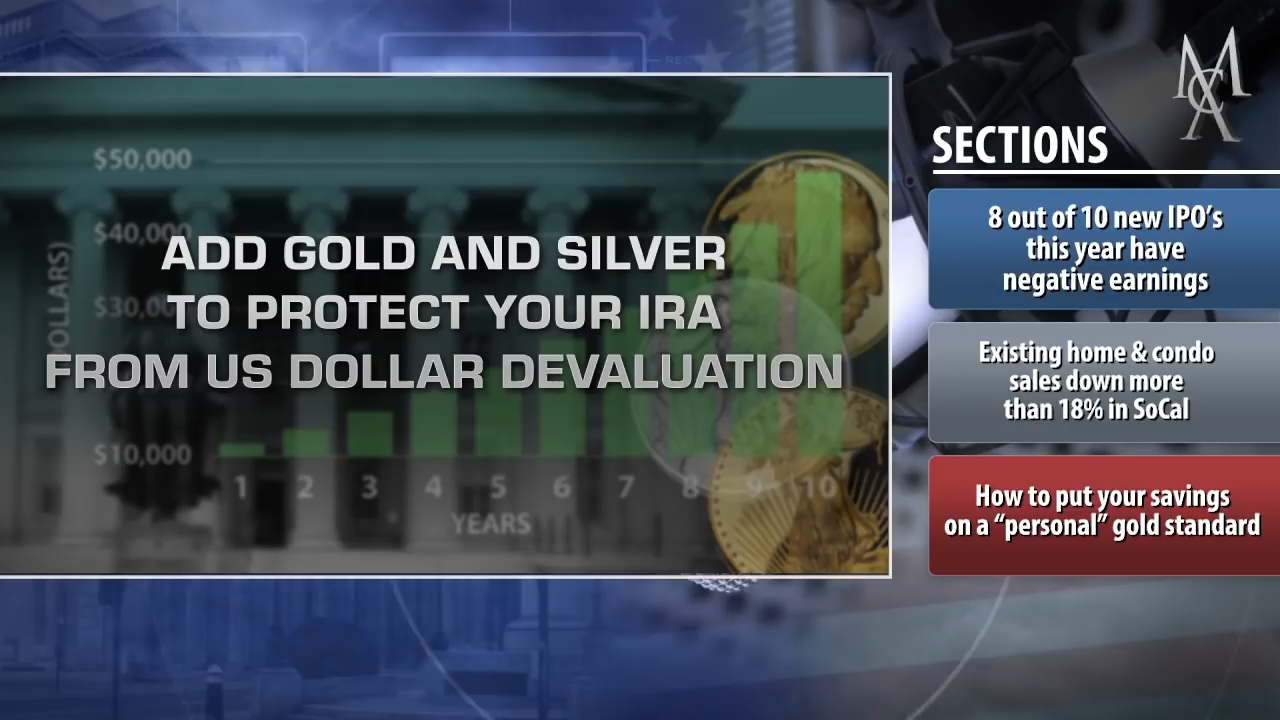 MCA
SECTIONS
ADD GOLD AND SILVER
TO PROTECT YOUR IRA
FROM US DOLLAR DEVALUATION
$50,000
$40,000
$30,00
$10,000
DOLLARS)
1 2 3 4 5 6 7 8 9 10
YEARS
8 out of 10 new IPO's
this year have
negative earnings
Existing home & condo
sales down more
than 18% in SoCal
How to put your savings
on a “personal” gold standard